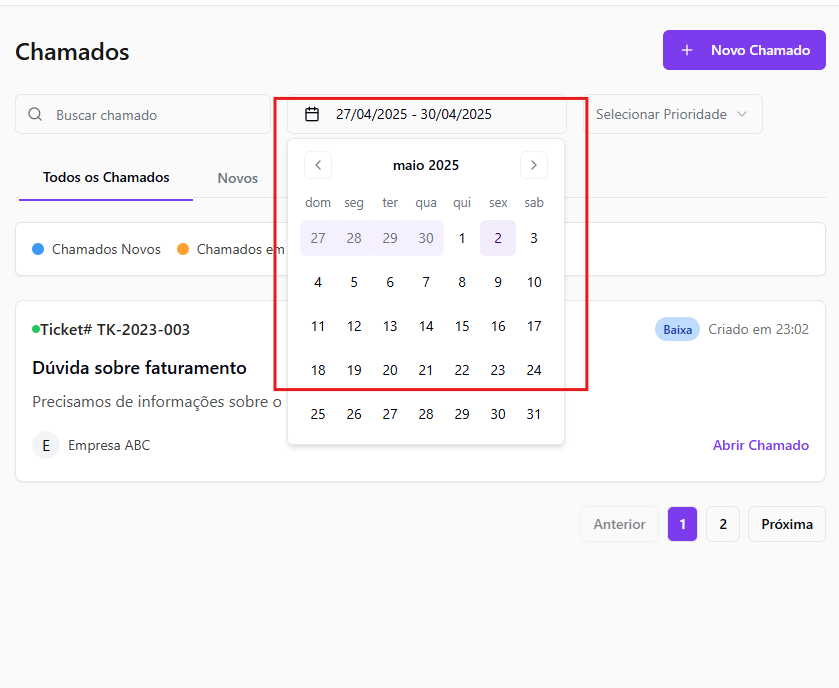 Chamados
+ Novo Chamado
Buscar chamado
27/04/2025 - 30/04/2025
Selecionar Prioridade
Todos os Chamados
Novos
maio 2025
dom seg ter qua qui sex sab
27 28 29 30 1 2 3
4 5 6 7 8 9 10
11 12 13 14 15 16 17
18 19 20 21 22 23 24
25 26 27 28 29 30 31
Chamados Novos
Chamados em
Ticket# TK-2023-003
Baixa
Criado em 23:02
Dúvida sobre faturamento
Precisamos de informações sobre o
E
Empresa ABC
Abrir Chamado
Anterior
1
2
Próxima